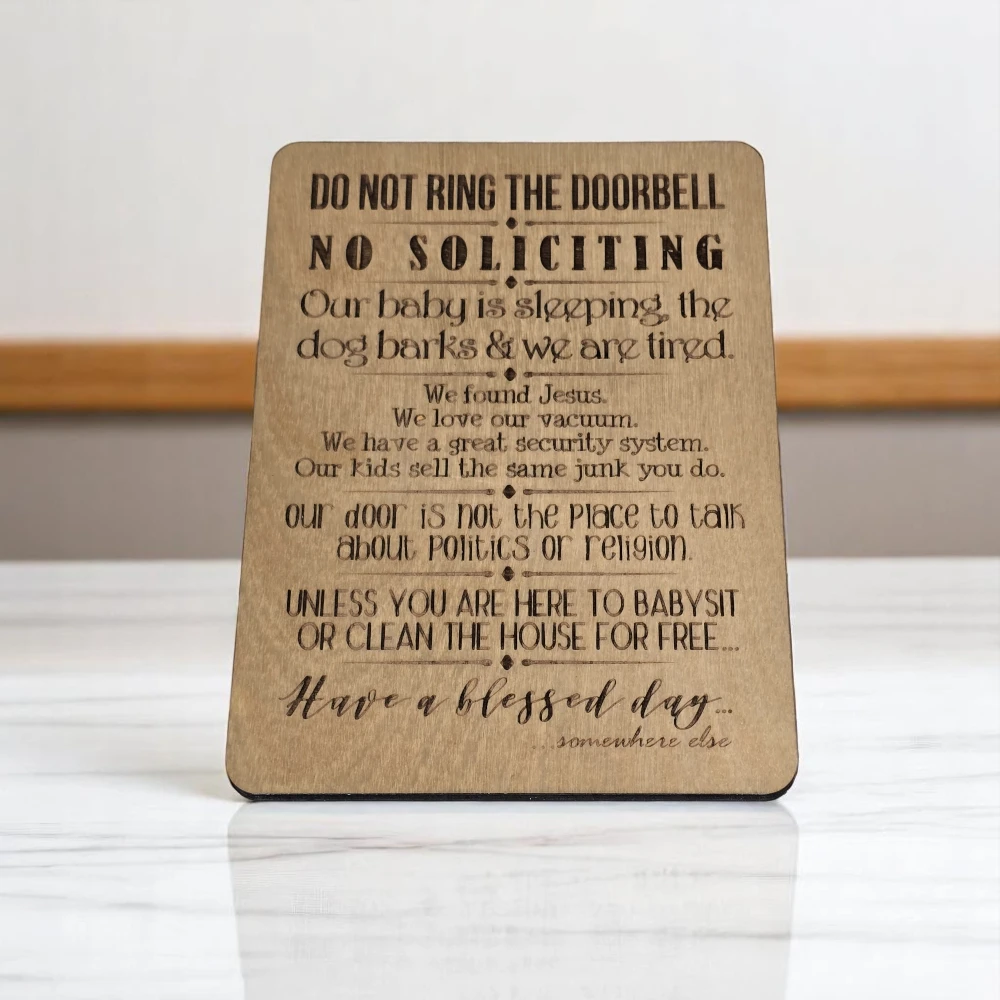 DO NOT RING THE DOORBELL
NO SOLICITING
Our baby is sleeping, the
dog barks & we are tired.
We found Jesus.
We love our vacuum.
We have a great security system.
Our kids sell the same junk you do.
our door is not the place to talk
about politics or religion.
UNLESS YOU ARE HERE TO BABYSIT
OR CLEAN THE HOUSE FOR FREE...
Have a blessed day...
...somewhere else